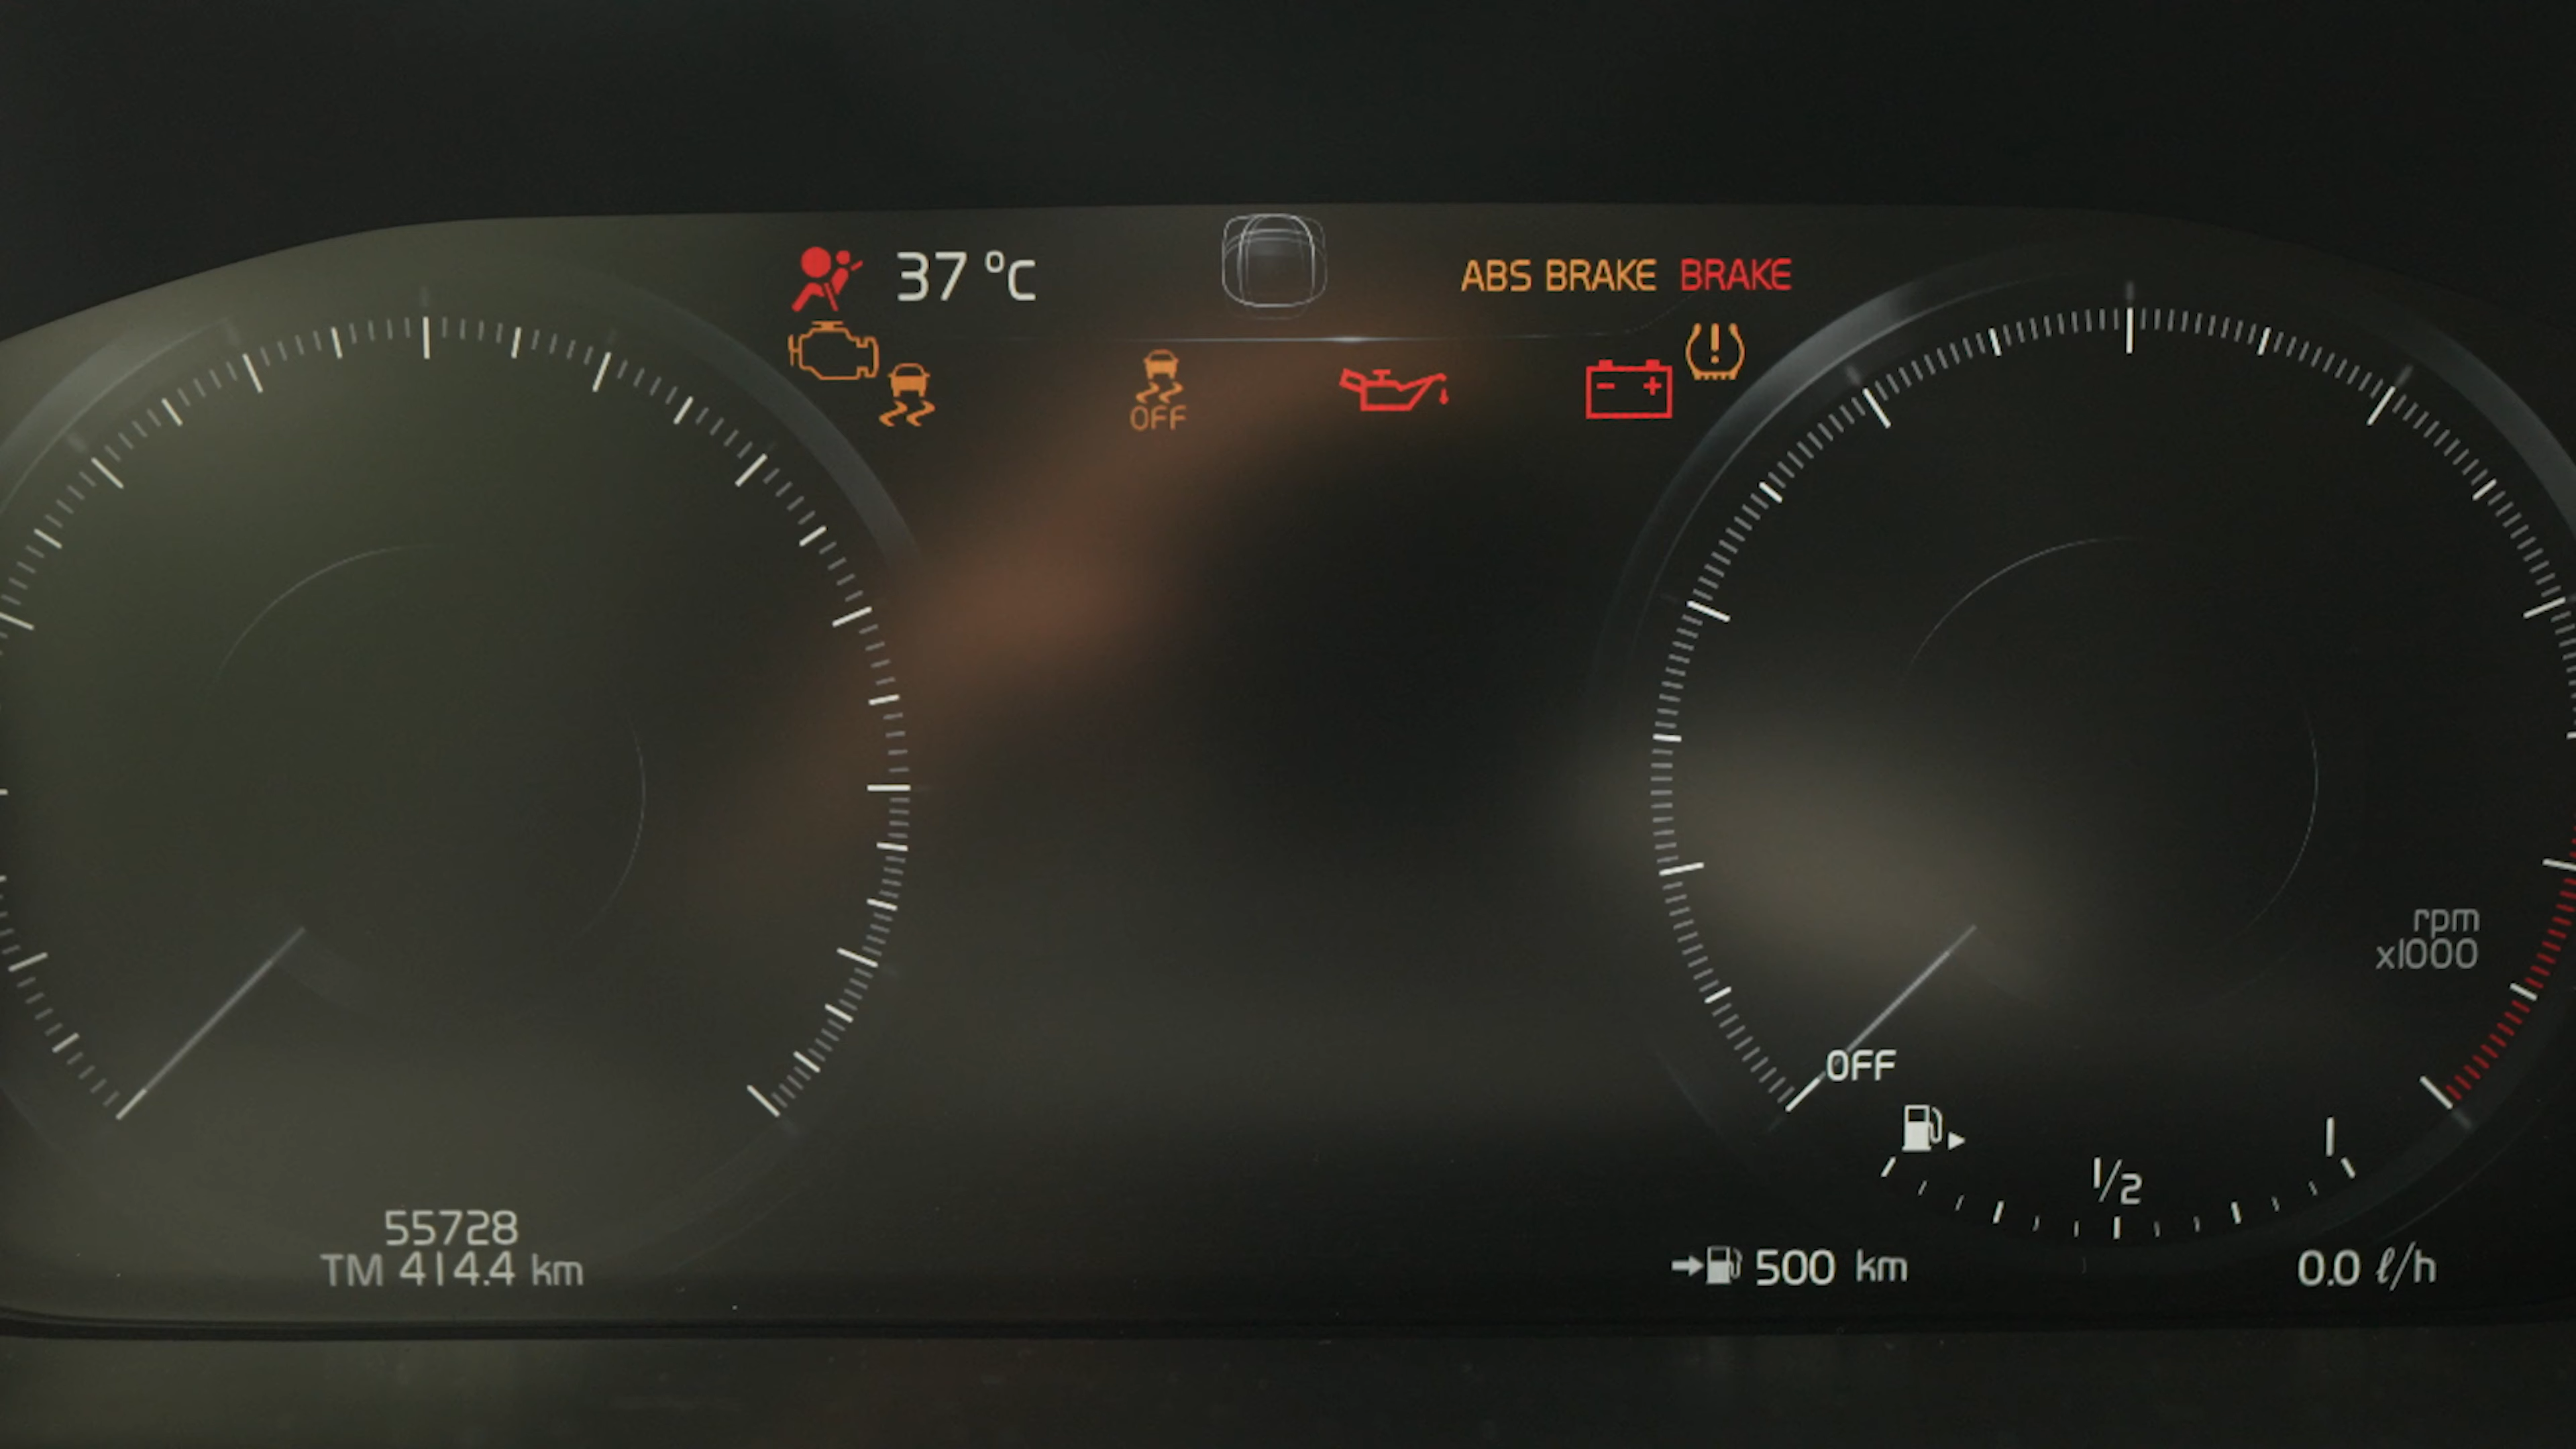 37 °C
ABS BRAKE BRAKE
OFF
rpm
x1000
OFF
1/2
1
55728
TM 414.4 km
500 km
0.0 ℓ/h